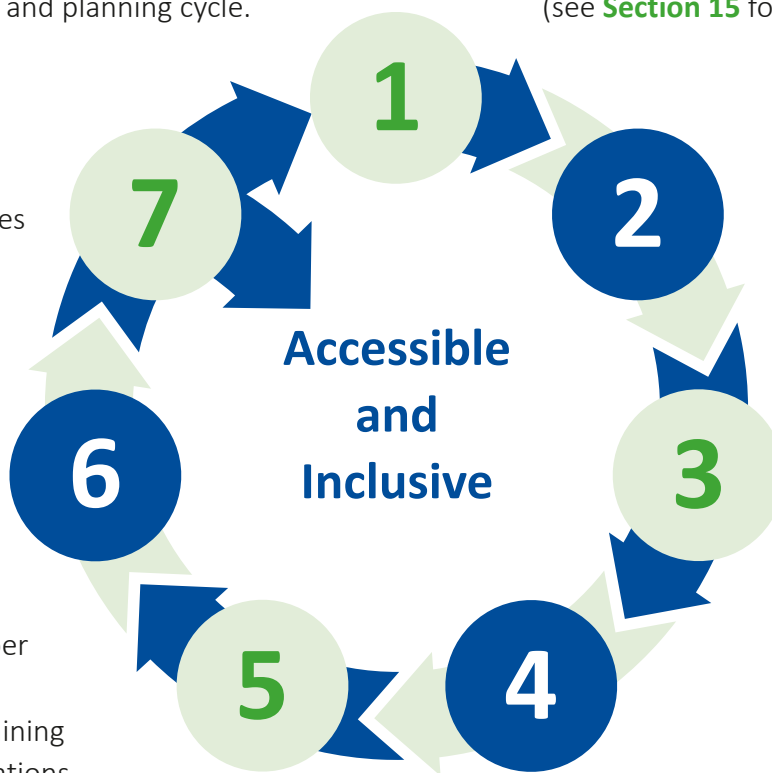 and planning cycle.
(see Section 15 fo
1
2
3
4
5
6
7
es
Accessible
and
Inclusive
er
ining
ations